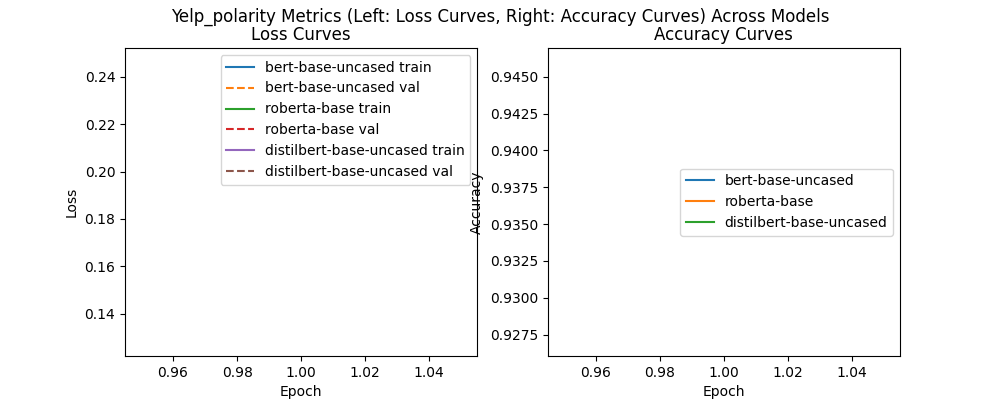 Yelp_polarity Metrics (Left: Loss Curves, Right: Accuracy Curves) Across Models
Loss Curves
Loss
0.24
0.22
0.20
0.18
0.16
0.14
bert-base-uncased train
bert-base-uncased val
roberta-base train
roberta-base val
distilbert-base-uncased train
distilbert-base-uncased val
0.96 0.98 1.00 1.02 1.04
Epoch
Accuracy Curves
Accuracy
0.9450
0.9425
0.9400
0.9375
0.9350
0.9325
0.9300
0.9275
bert-base-uncased
roberta-base
distilbert-base-uncased
0.96 0.98 1.00 1.02 1.04
Epoch